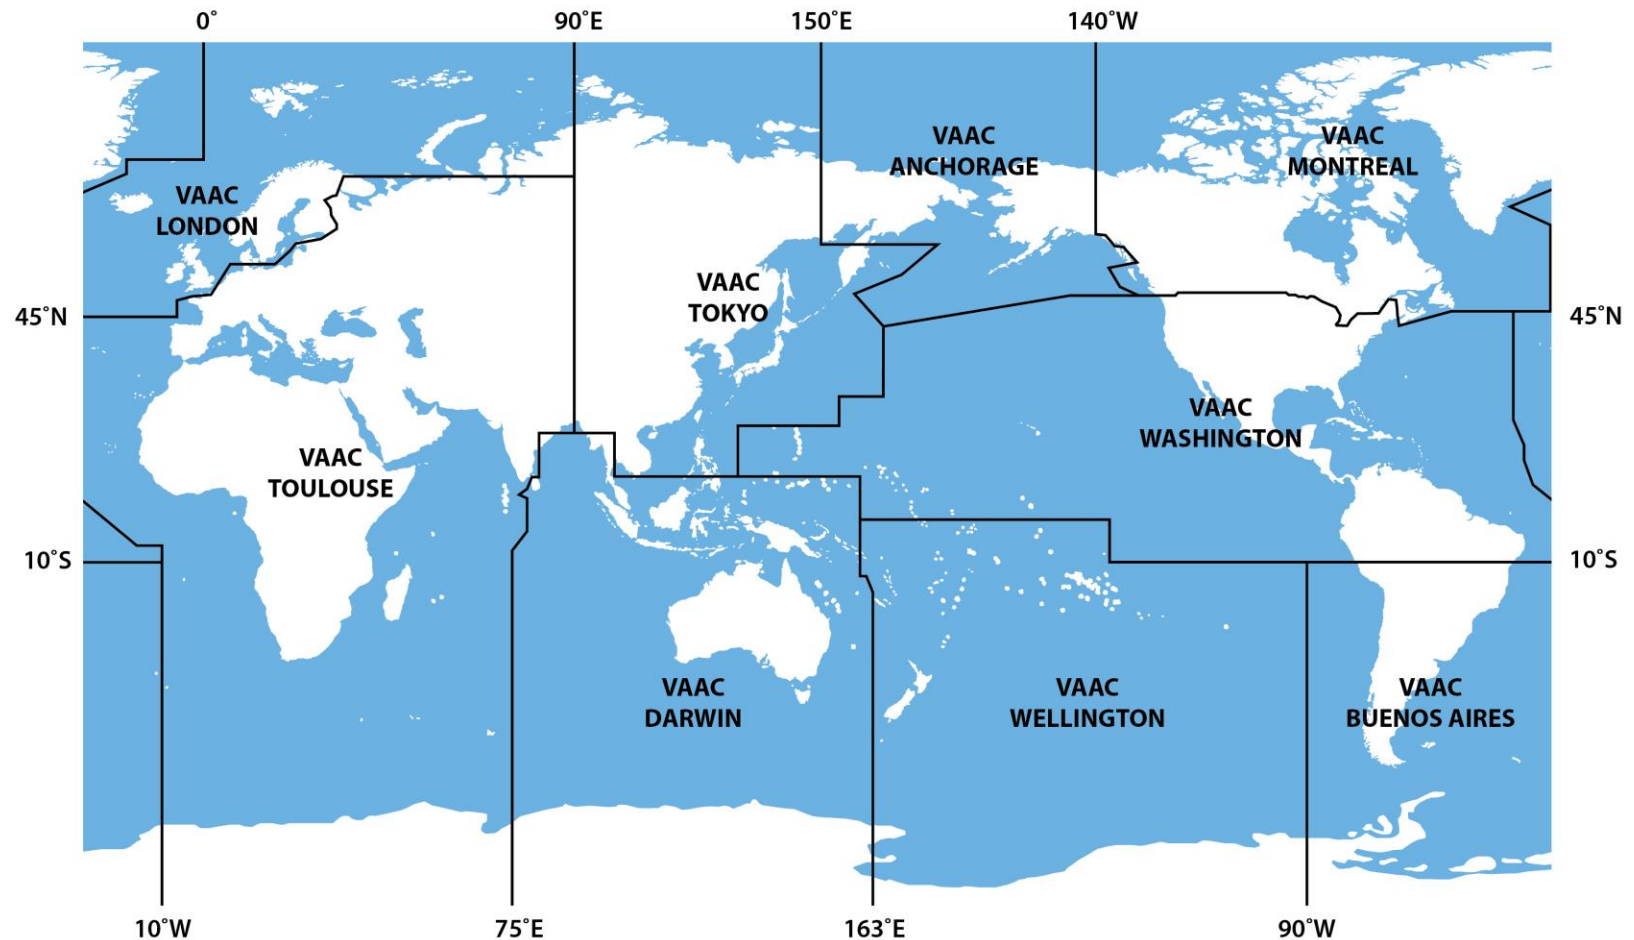 0˚
90˚E
150˚E
140˚W
VAAC
ANCHORAGE
VAAC
MONTREAL
VAAC
LONDON
VAAC
TOKYO
45˚N
45˚N
VAAC
WASHINGTON
VAAC
TOULOUSE
10˚S
10˚S
VAAC
DARWIN
VAAC
WELLINGTON
VAAC
BUENOS AIRES
10˚W
75˚E
163˚E
90˚W